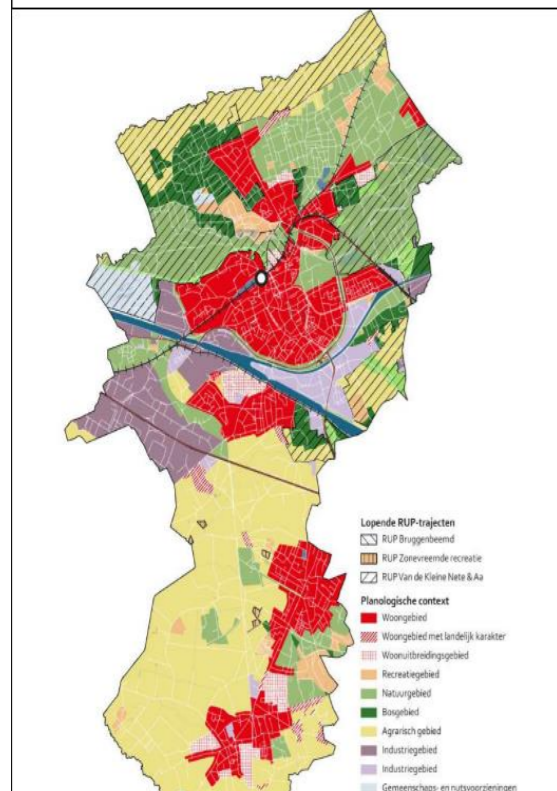 Lopende RUP-trajecten
RUP Bruggenbeemd
RUP Zonevreemde recreatie
RUP Van de Kleine Nete & Aa
Planologische context
Woongebied
Woongebied met landelijk karakter
Woonuitbreidingsgebied
Recreatiegebied
Natuurgebied
Bosgebied
Agrarisch gebied
Industriegebied
Industriegebied
Gemeenschaps- en nutsvoorzieningen